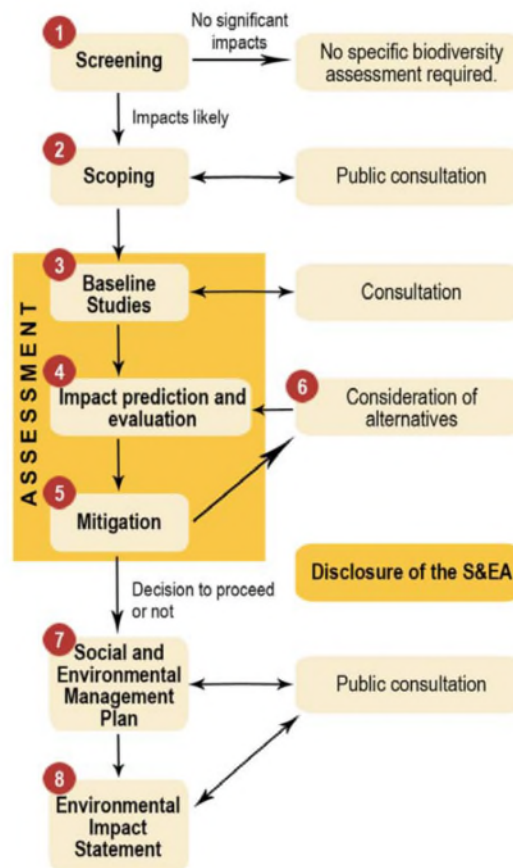 1
Screening
No significant
impacts
No specific biodiversity
assessment required.
Impacts likely
2
Scoping
Public consultation
ASSESSMENT
3
Baseline
Studies
Consultation
4
Impact prediction and
evaluation
6
Consideration of
alternatives
5
Mitigation
Disclosure of the S&EA
Decision to proceed
or not
7
Social and
Environmental
Management
Plan
Public consultation
8
Environmental
Impact
Statement